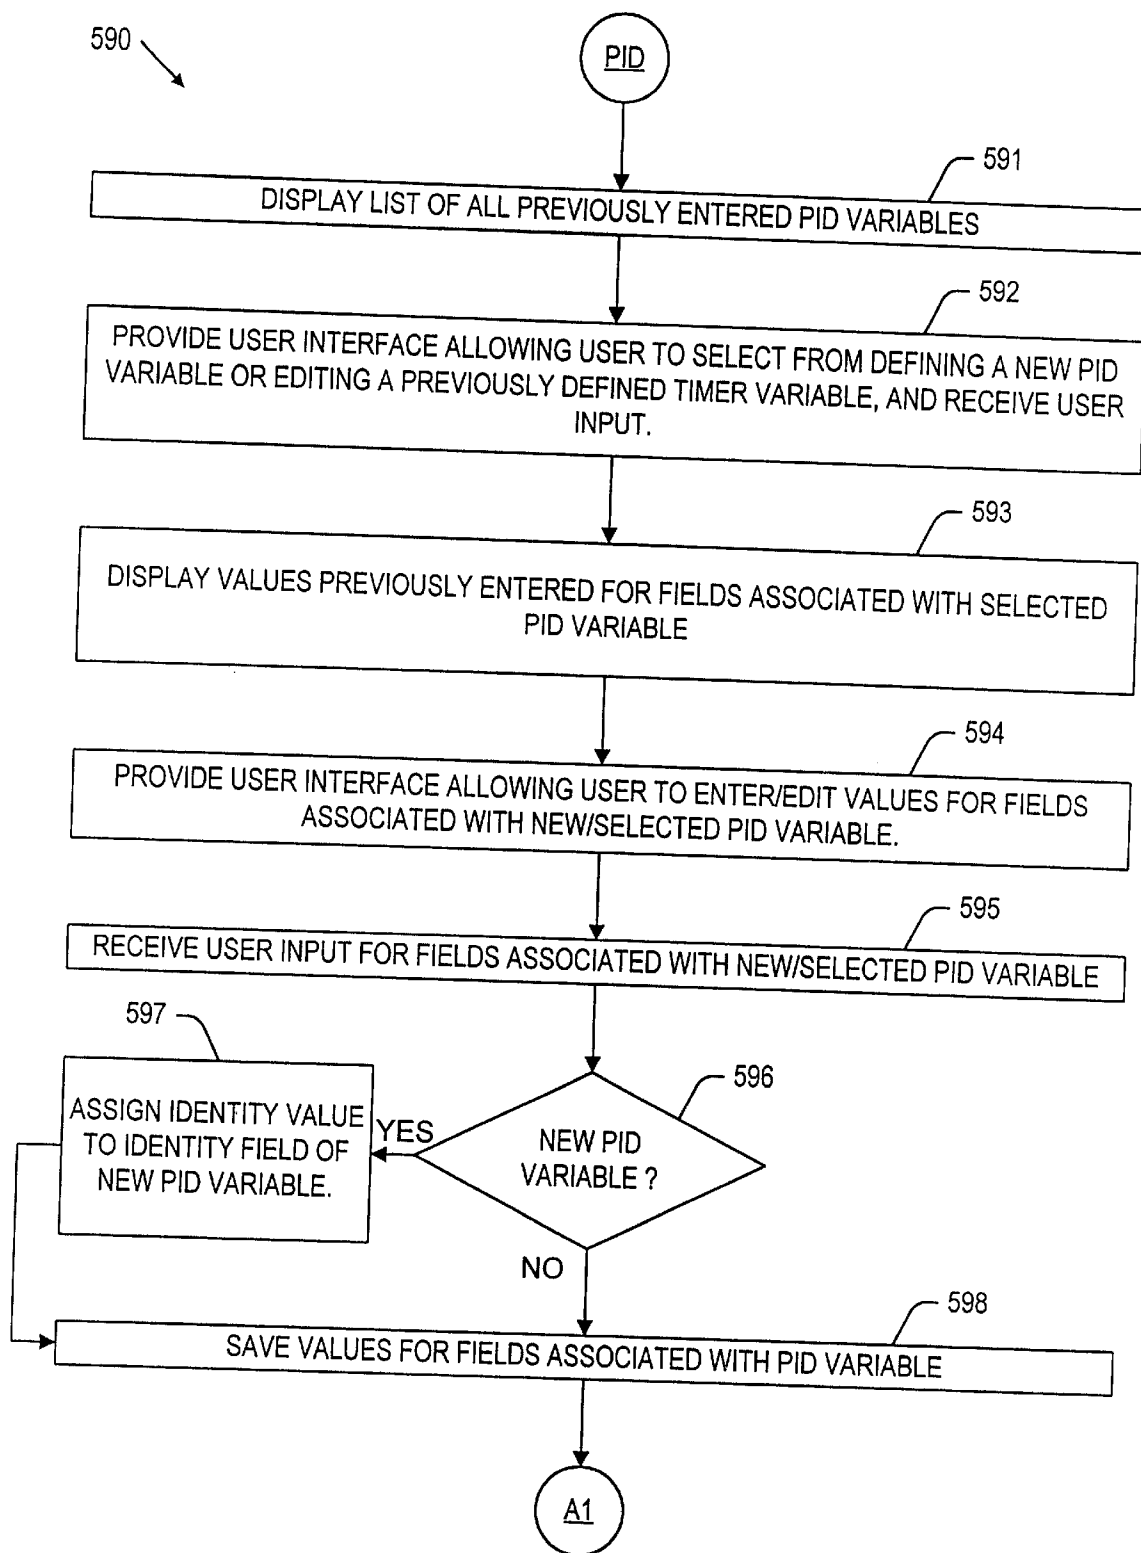 590
PID
591
DISPLAY LIST OF ALL PREVIOUSLY ENTERED PID VARIABLES
592
PROVIDE USER INTERFACE ALLOWING USER TO SELECT FROM DEFINING A NEW PID
VARIABLE OR EDITING A PREVIOUSLY DEFINED TIMER VARIABLE, AND RECEIVE USER
INPUT.
593
DISPLAY VALUES PREVIOUSLY ENTERED FOR FIELDS ASSOCIATED WITH SELECTED
PID VARIABLE
594
PROVIDE USER INTERFACE ALLOWING USER TO ENTER/EDIT VALUES FOR FIELDS
ASSOCIATED WITH NEW/SELECTED PID VARIABLE.
595
RECEIVE USER INPUT FOR FIELDS ASSOCIATED WITH NEW/SELECTED PID VARIABLE
597
ASSIGN IDENTITY VALUE
TO IDENTITY FIELD OF
NEW PID VARIABLE.
YES
596
NEW PID
VARIABLE ?
NO
598
SAVE VALUES FOR FIELDS ASSOCIATED WITH PID VARIABLE
A1